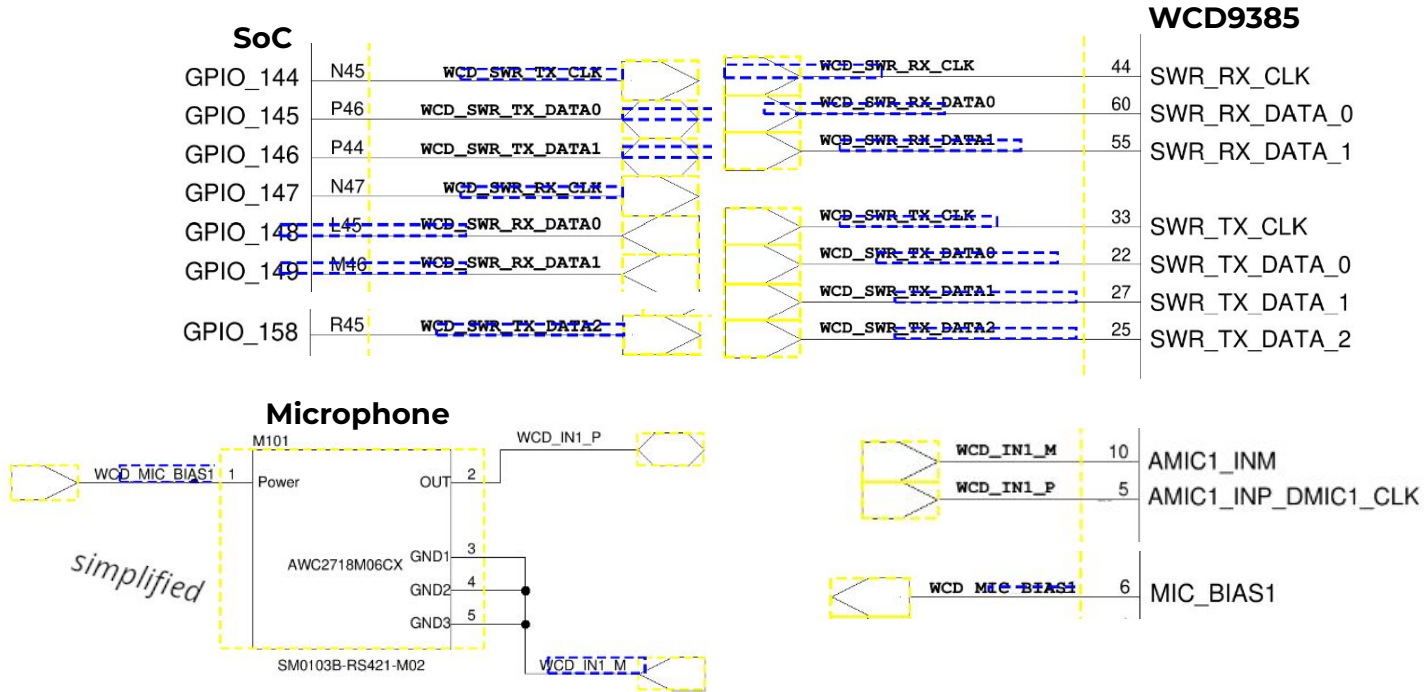 SoC
GPIO_144 N45 WCD_SWR_TX_CLK
GPIO_145 P46 WCD_SWR_TX_DATA0
GPIO_146 P44 WCD_SWR_TX_DATA1
GPIO_147 N47 WCD_SWR_RX_CLK
GPIO_148 L45 WCD_SWR_RX_DATA0
GPIO_149 M46 WCD_SWR_RX_DATA1
GPIO_158 R45 WCD_SWR_TX_DATA2
WCD9385
WCD_SWR_RX_CLK 44 SWR_RX_CLK
WCD_SWR_RX_DATA0 60 SWR_RX_DATA_0
WCD_SWR_RX_DATA1 55 SWR_RX_DATA_1
WCD_SWR_TX_CLK 33 SWR_TX_CLK
WCD_SWR_TX_DATA0 22 SWR_TX_DATA_0
WCD_SWR_TX_DATA1 27 SWR_TX_DATA_1
WCD_SWR_TX_DATA2 25 SWR_TX_DATA_2
Microphone
M101
WCD_IN1_P
WCD_MIC_BIAS1 1 Power OUT 2
GND1 3
AWC2718M06CX
GND2 4
GND3 5
SM0103B-RS421-M02
WCD_IN1_M
simplified
WCD_IN1_M 10 AMIC1_INM
WCD_IN1_P 5 AMIC1_INP_DMIC1_CLK
WCD MIC BIAS1 6 MIC_BIAS1